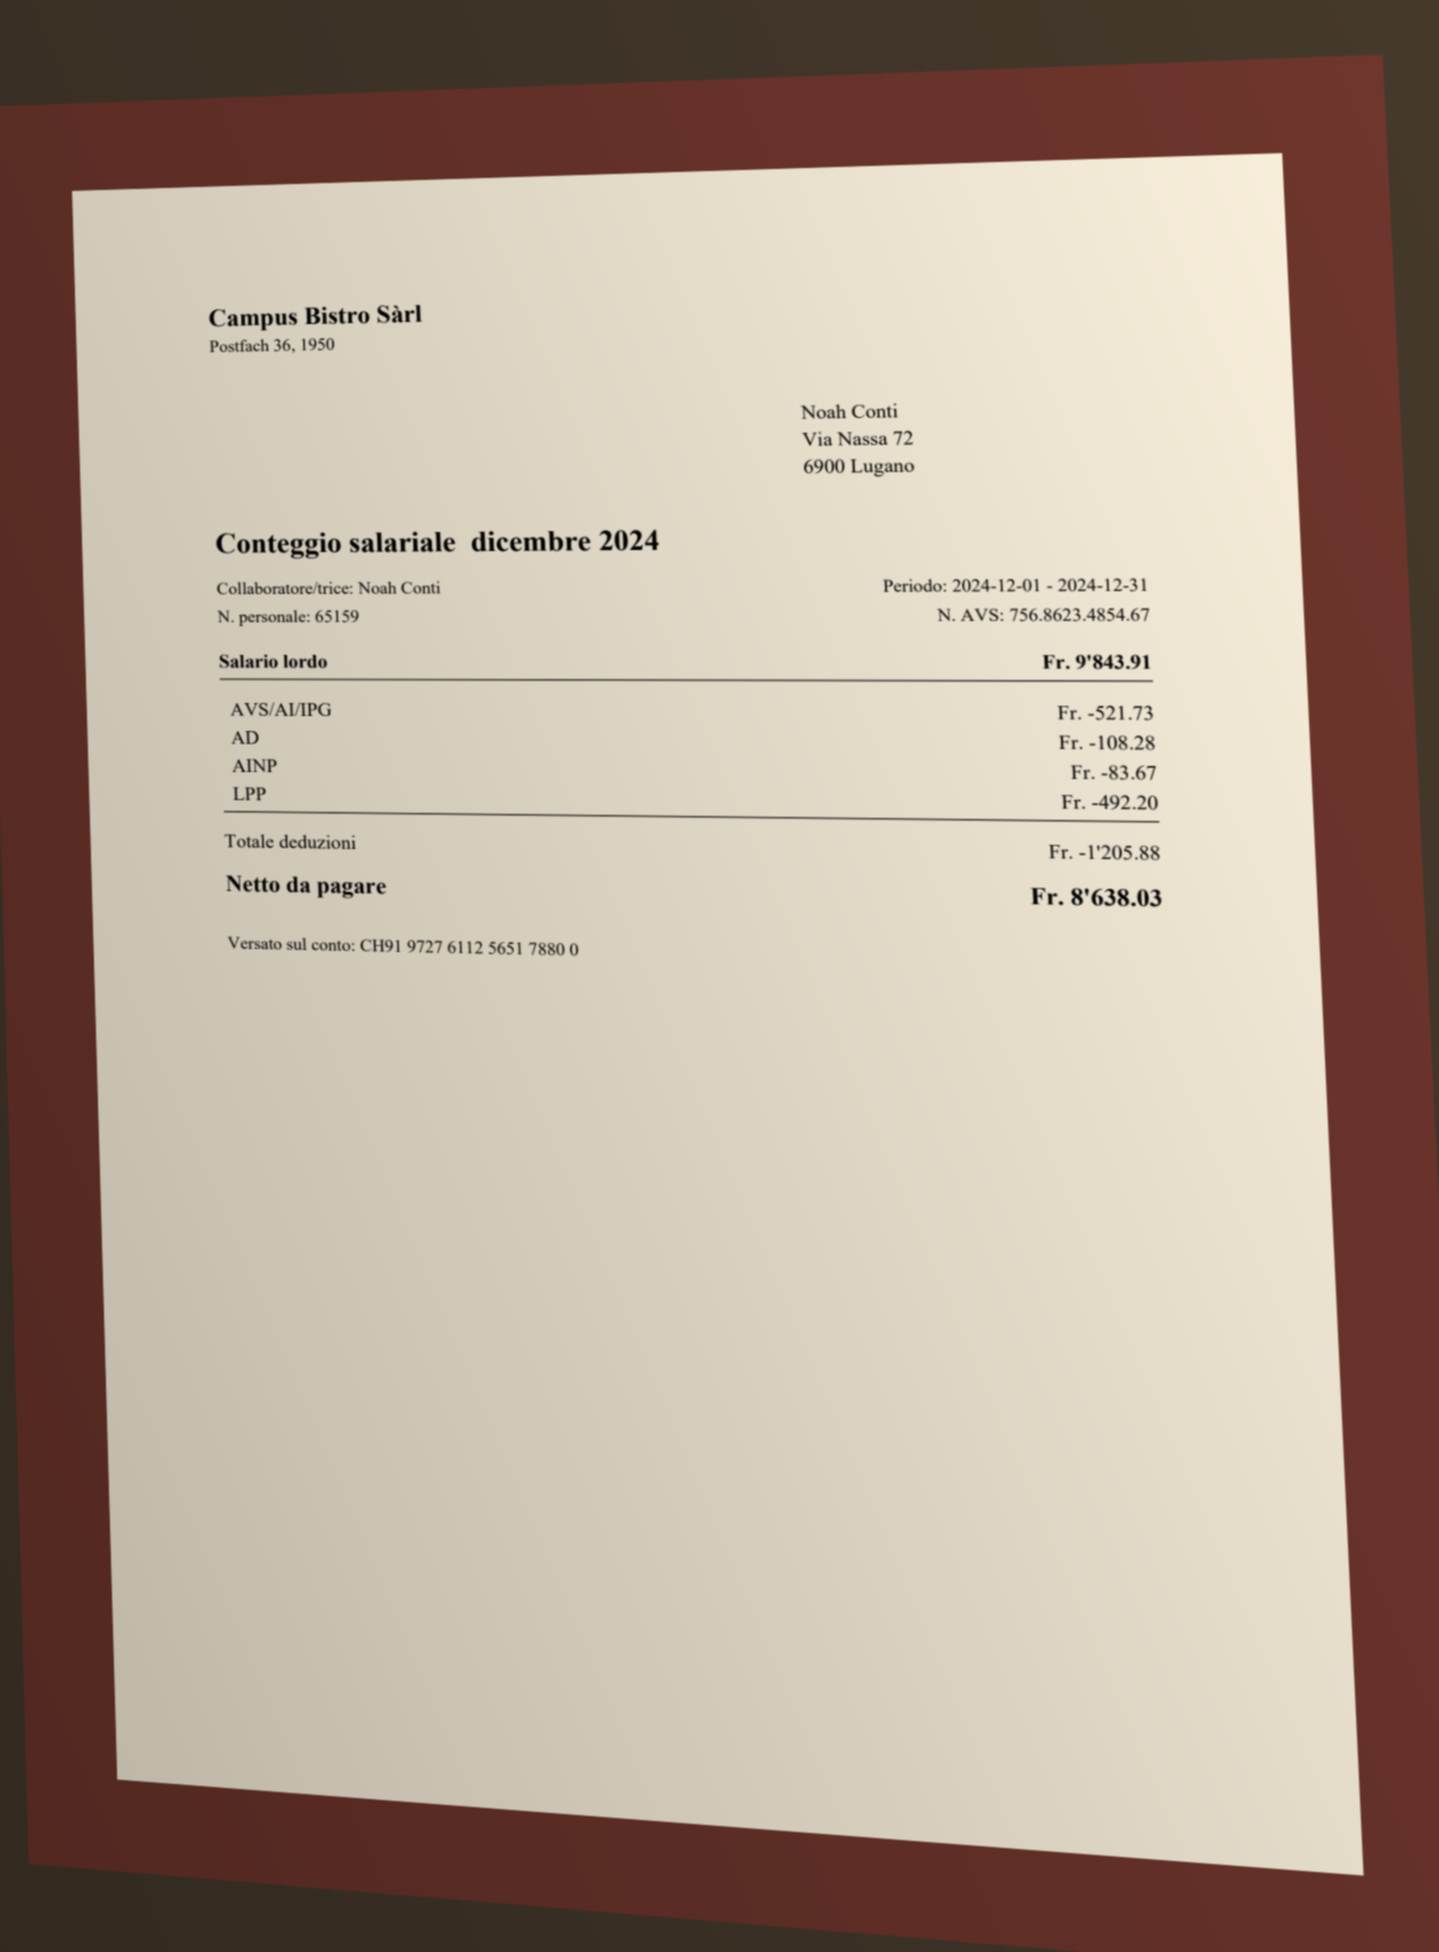 Campus Bistro Sàrl
Postfach 36, 1950
Noah Conti
Via Nassa 72
6900 Lugano
Conteggio salariale dicembre 2024
Collaboratore/trice: Noah Conti Periodo: 2024-12-01 - 2024-12-31
N. personale: 65159 N. AVS: 756.8623.4854.67
Salario lordo Fr. 9'843.91
AVS/AI/IPG Fr. -521.73
AD Fr. -108.28
AINP Fr. -83.67
LPP Fr. -492.20
Totale deduzioni Fr. -1'205.88
Netto da pagare Fr. 8'638.03
Versato sul conto: CH91 9727 6112 5651 7880 0